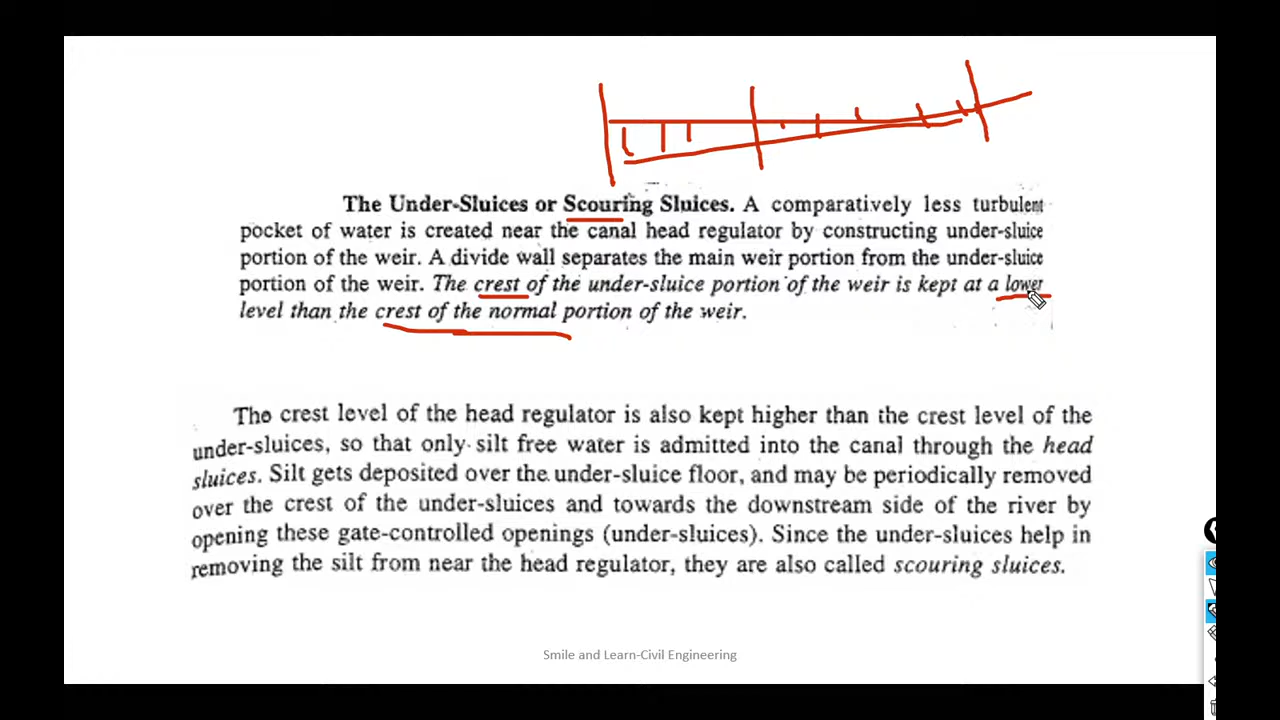 The Under-Sluices or Scouring Sluices. A comparatively less turbulent
pocket of water is created near the canal head regulator by constructing under-sluice
portion of the weir. A divide wall separates the main weir portion from the under-sluice
portion of the weir. The crest of the under-sluice portion of the weir is kept at a lower
level than the crest of the normal portion of the weir.
The crest level of the head regulator is also kept higher than the crest level of the
under-sluices, so that only silt free water is admitted into the canal through the head
sluices. Silt gets deposited over the under-sluice floor, and may be periodically removed
over the crest of the under-sluices and towards the downstream side of the river by
opening these gate-controlled openings (under-sluices). Since the under-sluices help in
removing the silt from near the head regulator, they are also called scouring sluices.
Smile and Learn-Civil Engineering